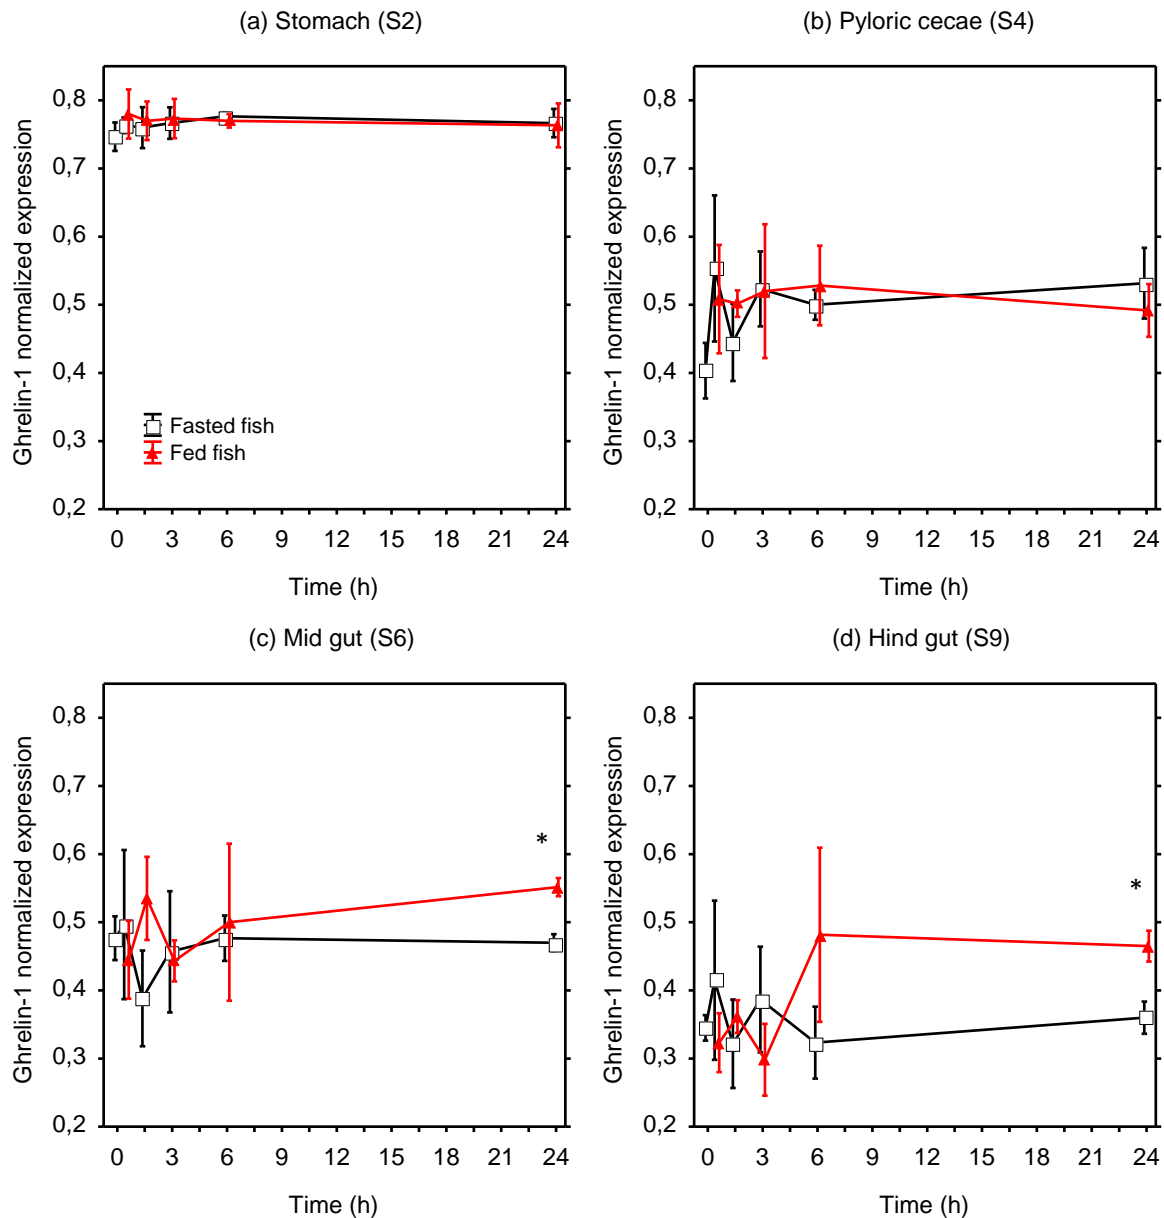 (a) Stomach (S2)
Ghrelin-1 normalized expression
0,8
0,7
0,6
0,5
0,4
0,3
0,2
Fasted fish
Fed fish
0 3 6 9 12 15 18 21 24
Time (h)
(b) Pyloric cecae (S4)
Ghrelin-1 normalized expression
0,8
0,7
0,6
0,5
0,4
0,3
0,2
0 3 6 9 12 15 18 21 24
Time (h)
(c) Mid gut (S6)
Ghrelin-1 normalized expression
0,8
0,7
0,6
*
0,5
0,4
0,3
0,2
0 3 6 9 12 15 18 21 24
Time (h)
(d) Hind gut (S9)
Ghrelin-1 normalized expression
0,8
0,7
0,6
*
0,5
0,4
0,3
0,2
0 3 6 9 12 15 18 21 24
Time (h)